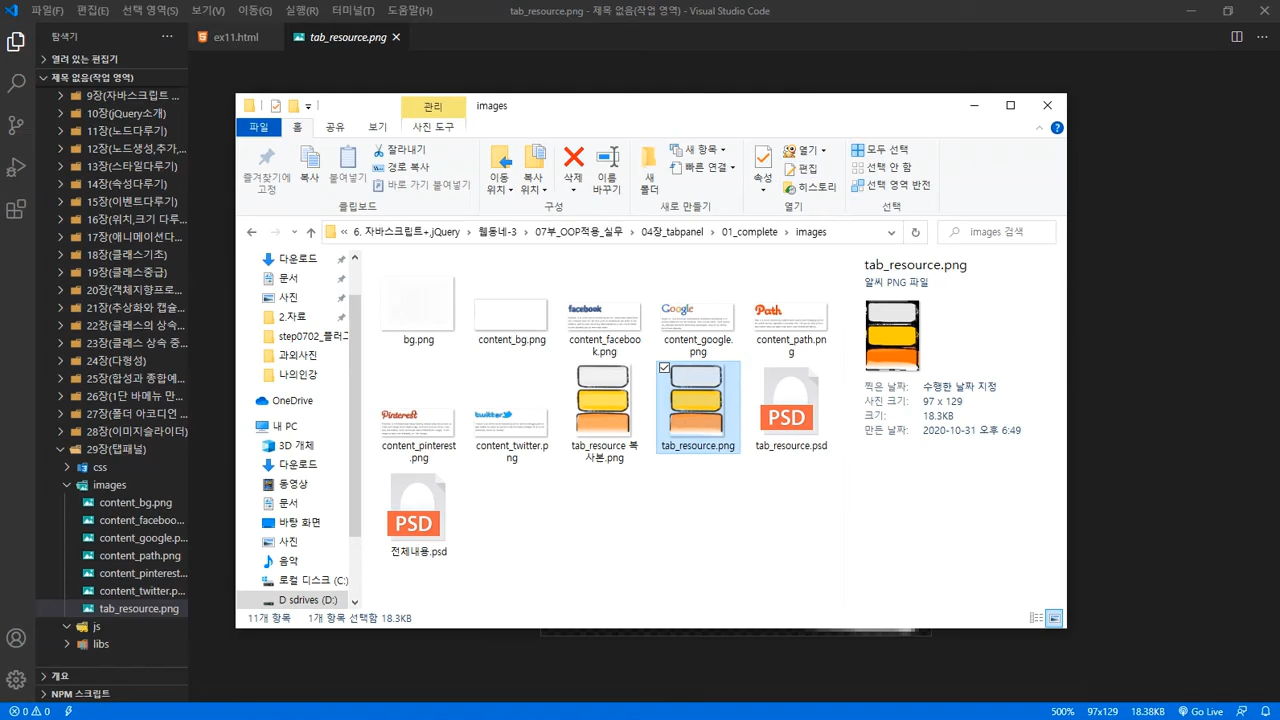 파일(F) 편집(E) 선택 영역(S) 보기(V) 이동(G) 실행(R) 터미널(T) 도움말(H)
tab_resource.png - 제목 없음(작업 영역) - Visual Studio Code
탐색기
ex11.html
tab_resource.png
열려 있는 편집기
제목 없음(작업 영역)
9장(자바스크립트 ...
10장(jQuery소개)
11장(노드다루기)
12장(노드생성,추가,...
13장(스타일다루기)
14장(속성다루기)
15장(이벤트다루기)
16장(위치,크기 다루...
17장(애니메이션다...
18장(클래스기초)
19장(클래스중급)
20장(객체지향프로...
21장(추상화와 캡슐...
22장(클래스의 상속...
23장(클래스 상속 중...
24장(다형성)
25장(합성과 종합예...
26장(1단 바메뉴 만...
27장(폴더 아코디언 ...
28장(이미지슬라이더)
29장(탭패널)
css
images
content_bg.png
content_faceboo...
content_google.p...
content_path.png
content_pinterest...
content_twitter.p...
tab_resource.png
js
libs
개요
NPM 스크립트
관리
images
파일
홈
공유
보기
사진 도구
즐겨찾기에 고정
복사
붙여넣기
잘라내기
경로 복사
바로 가기 붙여넣기
클립보드
이동 위치
복사 위치
삭제
이름 바꾸기
구성
새 폴더
새 항목
빠른 연결
새로 만들기
속성
열기
편집
히스토리
열기
모두 선택
선택 안 함
선택 영역 반전
선택
« 6. 자바스크립트+.jQuery > 웹동네-3 > 07부_OOP적용_실무 > 04장_tabpanel > 01_complete > images
images 검색
다운로드
문서
사진
2.자료
step0702_플러그
과외사진
나의인강
OneDrive
내 PC
3D 개체
다운로드
동영상
문서
바탕 화면
사진
음악
로컬 디스크 (C:)
D sdrives (D:)
bg.png
content_bg.png
facebook
content_faceboo
k.png
Google
content_google.
png
Path
content_path.pn
g
Pinterest
content_pinterest
.png
twitter
content_twitter.p
ng
tab_resource 복
사본.png
tab_resource.png
PSD
tab_resource.psd
PSD
전체내용.psd
tab_resource.png
알씨 PNG 파일
찍은 날짜: 수행한 날짜 지정
사진 크기: 97 x 129
크기: 18.3KB
만든 날짜: 2020-10-31 오후 6:49
11개 항목 1개 항목 선택함 18.3KB
0 0
500% 97x129 18.38KB Go Live